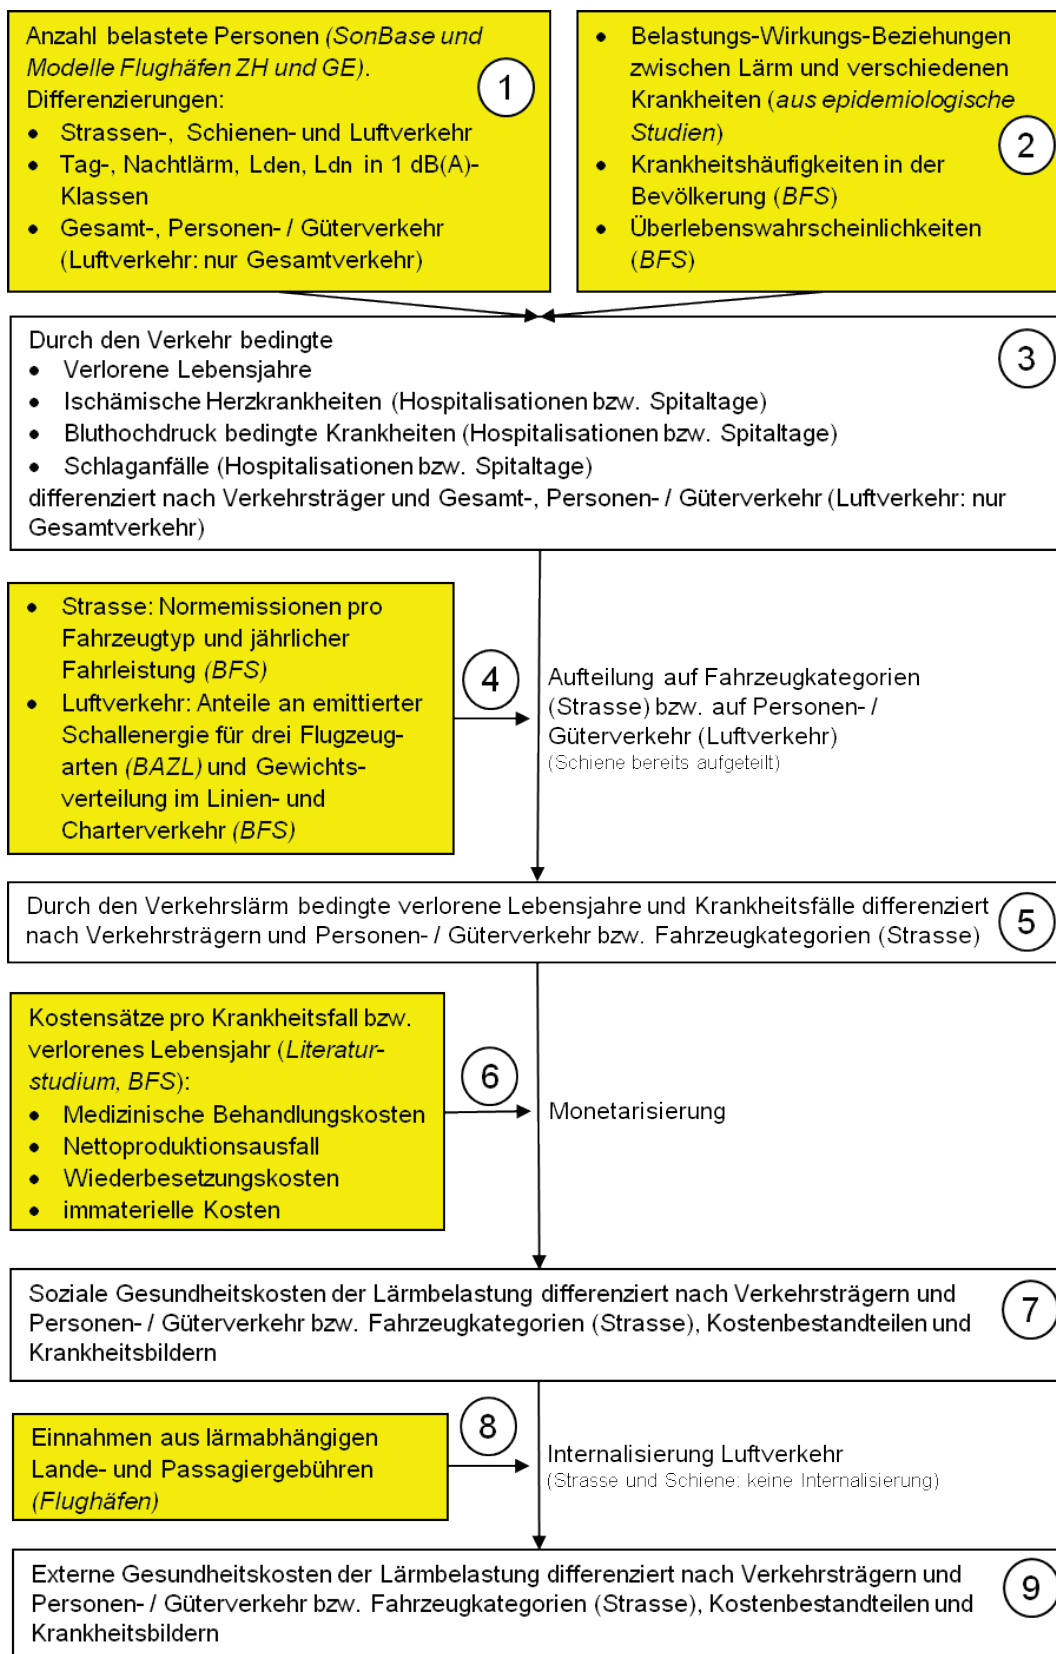 Anzahl belastete Personen (SonBase und
Modelle Flughäfen ZH und GE).
Differenzierungen:
• Strassen-, Schienen- und Luftverkehr
• Tag-, Nachtlärm, Lden, Ldn in 1 dB(A)-
Klassen
• Gesamt-, Personen- / Güterverkehr
(Luftverkehr: nur Gesamtverkehr)
1
• Belastungs-Wirkungs-Beziehungen
zwischen Lärm und verschiedenen
Krankheiten (aus epidemiologische
Studien)
• Krankheitshäufigkeiten in der
Bevölkerung (BFS)
• Überlebenswahrscheinlichkeiten
(BFS)
2
Durch den Verkehr bedingte
• Verlorene Lebensjahre
• Ischämische Herzkrankheiten (Hospitalisationen bzw. Spitaltage)
• Bluthochdruck bedingte Krankheiten (Hospitalisationen bzw. Spitaltage)
• Schlaganfälle (Hospitalisationen bzw. Spitaltage)
differenziert nach Verkehrsträger und Gesamt-, Personen- / Güterverkehr (Luftverkehr: nur
Gesamtverkehr)
3
• Strasse: Normemissionen pro
Fahrzeugtyp und jährlicher
Fahrleistung (BFS)
• Luftverkehr: Anteile an emittierter
Schallenergie für drei Flugzeug-
arten (BAZL) und Gewichts-
verteilung im Linien- und
Charterverkehr (BFS)
4
Aufteilung auf Fahrzeugkategorien
(Strasse) bzw. auf Personen- /
Güterverkehr (Luftverkehr)
(Schiene bereits aufgeteilt)
Durch den Verkehrslärm bedingte verlorene Lebensjahre und Krankheitsfälle differenziert
nach Verkehrsträgern und Personen- / Güterverkehr bzw. Fahrzeugkategorien (Strasse)
5
Kostensätze pro Krankheitsfall bzw.
verlorenes Lebensjahr (Literatur-
studium, BFS):
• Medizinische Behandlungskosten
• Nettoproduktionsausfall
• Wiederbesetzungskosten
• immaterielle Kosten
6
Monetarisierung
Soziale Gesundheitskosten der Lärmbelastung differenziert nach Verkehrsträgern und
Personen- / Güterverkehr bzw. Fahrzeugkategorien (Strasse), Kostenbestandteilen und
Krankheitsbildern
7
Einnahmen aus lärmabhängigen
Lande- und Passagiergebühren
(Flughäfen)
8
Internalisierung Luftverkehr
(Strasse und Schiene: keine Internalisierung)
Externe Gesundheitskosten der Lärmbelastung differenziert nach Verkehrsträgern und
Personen- / Güterverkehr bzw. Fahrzeugkategorien (Strasse), Kostenbestandteilen und
Krankheitsbildern
9